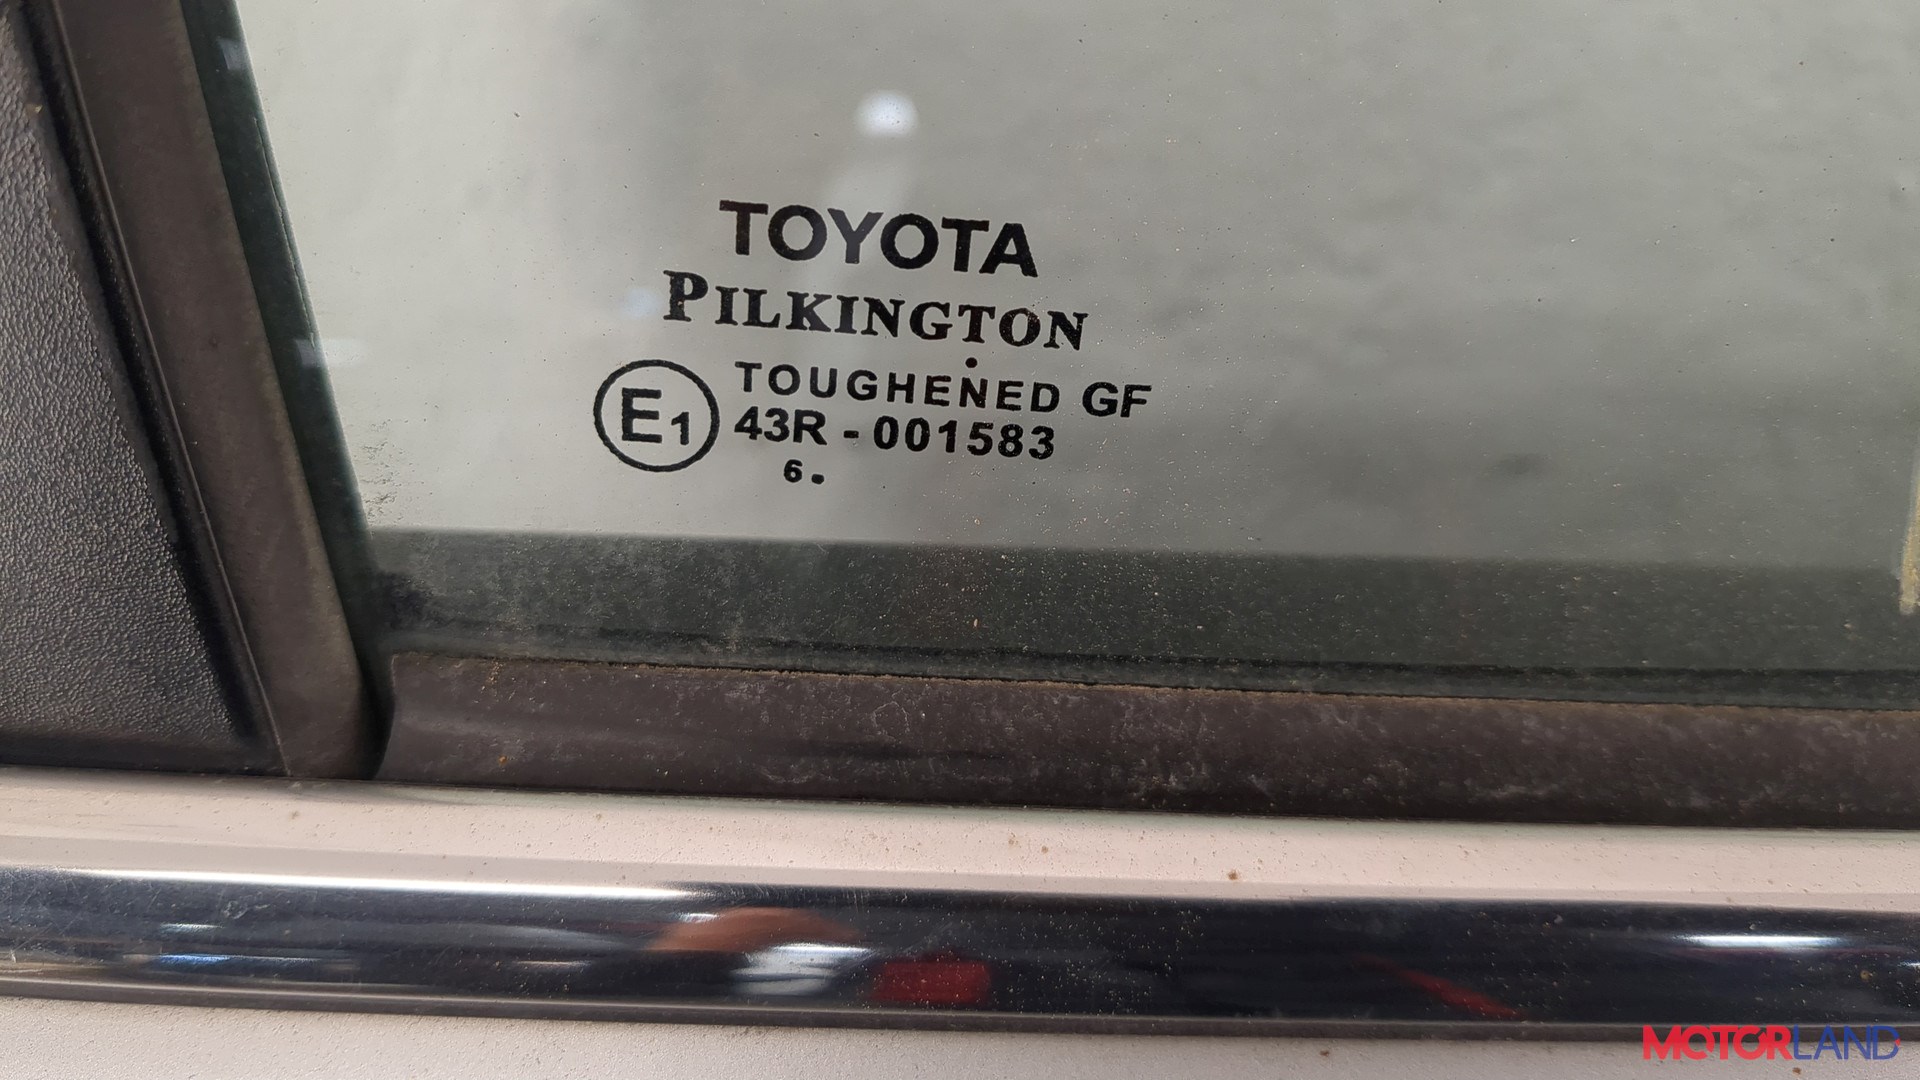 TOYOTA
PILKINGTON
TOUGHENED GF
E1 43R - 001583
6.
MOTORLAND